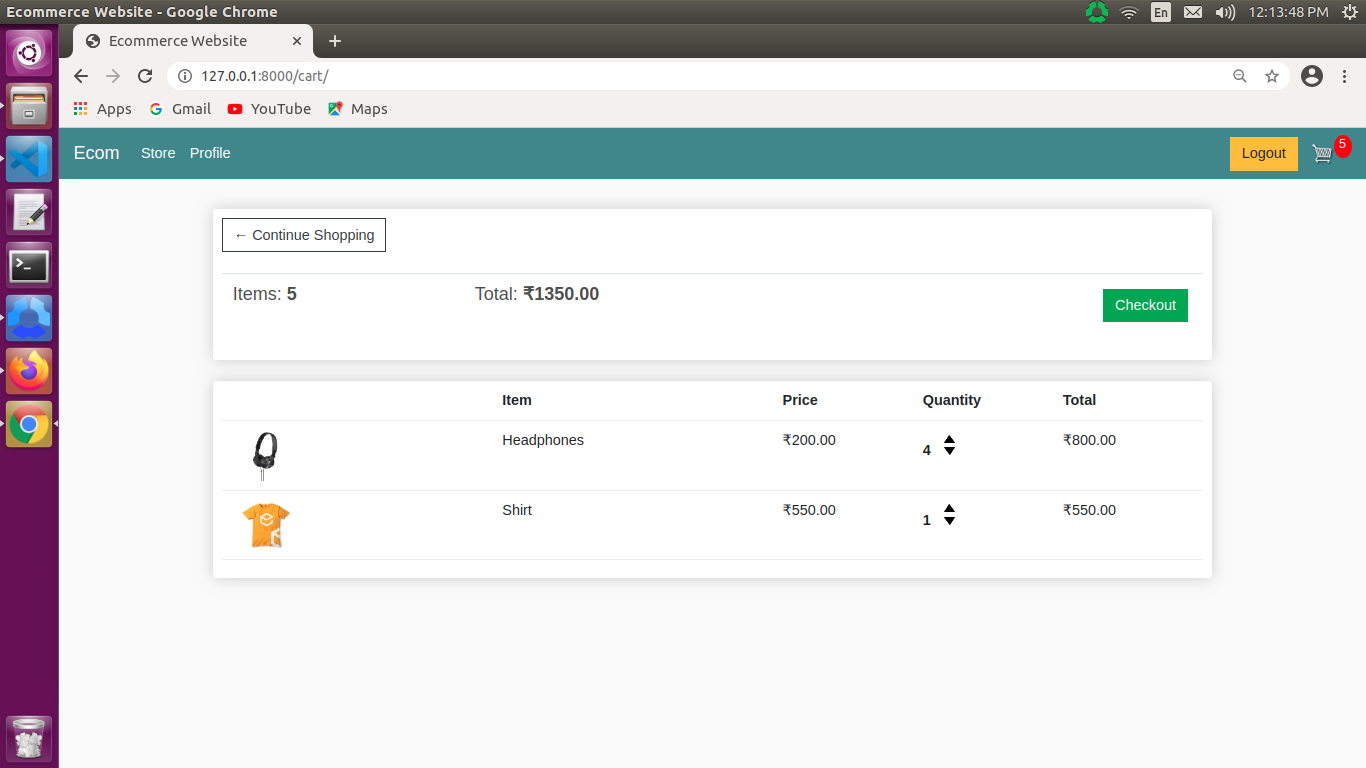 Ecommerce Website - Google Chrome En 12:13:48 PM
Ecommerce Website
127.0.0.1:8000/cart/
Apps Gmail YouTube Maps
Ecom Store Profile Logout 5
← Continue Shopping
Items: 5 Total: ₹1350.00 Checkout
Item Price Quantity Total
Headphones ₹200.00 4 ₹800.00
Shirt ₹550.00 1 ₹550.00